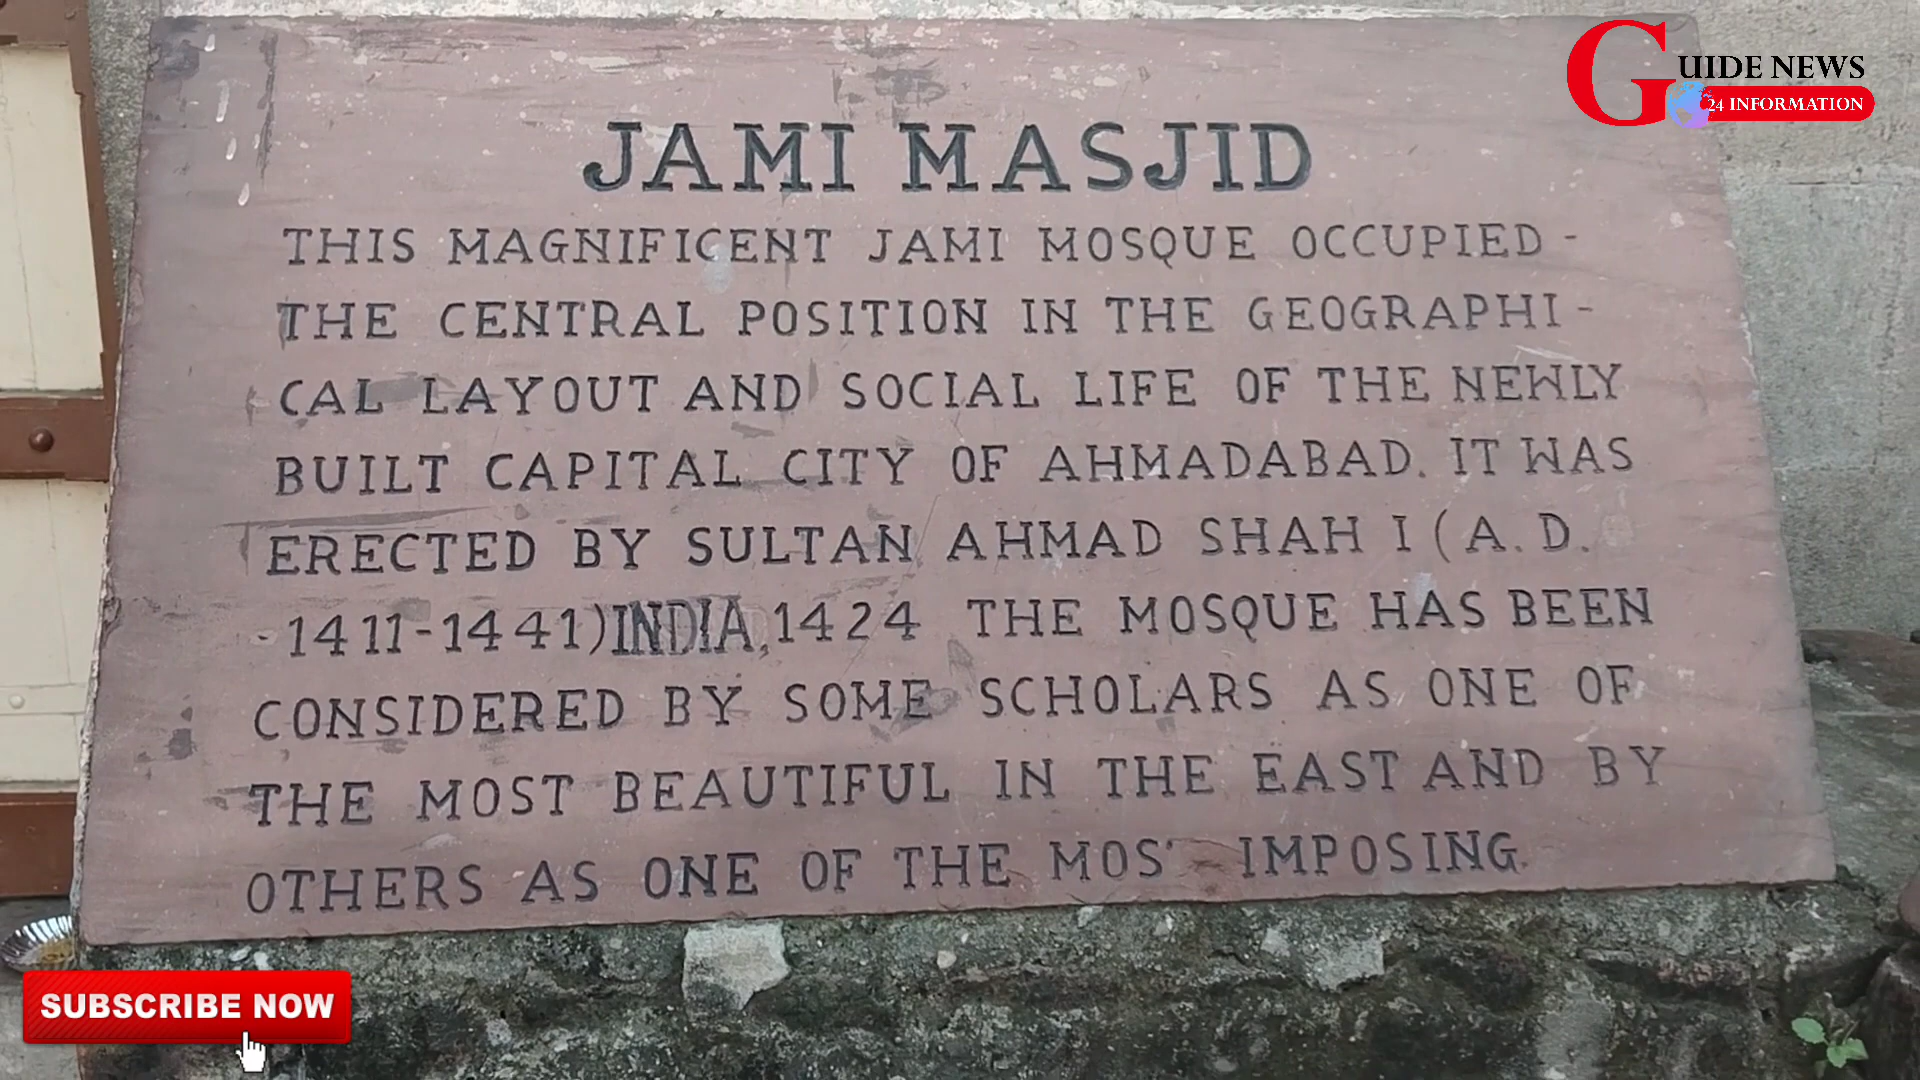 GUIDE NEWS
24 INFORMATION
JAMI MASJID
THIS MAGNIFICENT JAMI MOSQUE OCCUPIED -
THE CENTRAL POSITION IN THE GEOGRAPHI -
CAL LAYOUT AND SOCIAL LIFE OF THE NEWLY
BUILT CAPITAL CITY OF AHMADABAD. IT WAS
ERECTED BY SULTAN AHMAD SHAH I (A. D.
- 1411-1441) INDIA, 1424 THE MOSQUE HAS BEEN
CONSIDERED BY SOME SCHOLARS AS ONE OF
THE MOST BEAUTIFUL IN THE EAST AND BY
OTHERS AS ONE OF THE MOS' IMPOSING.
SUBSCRIBE NOW